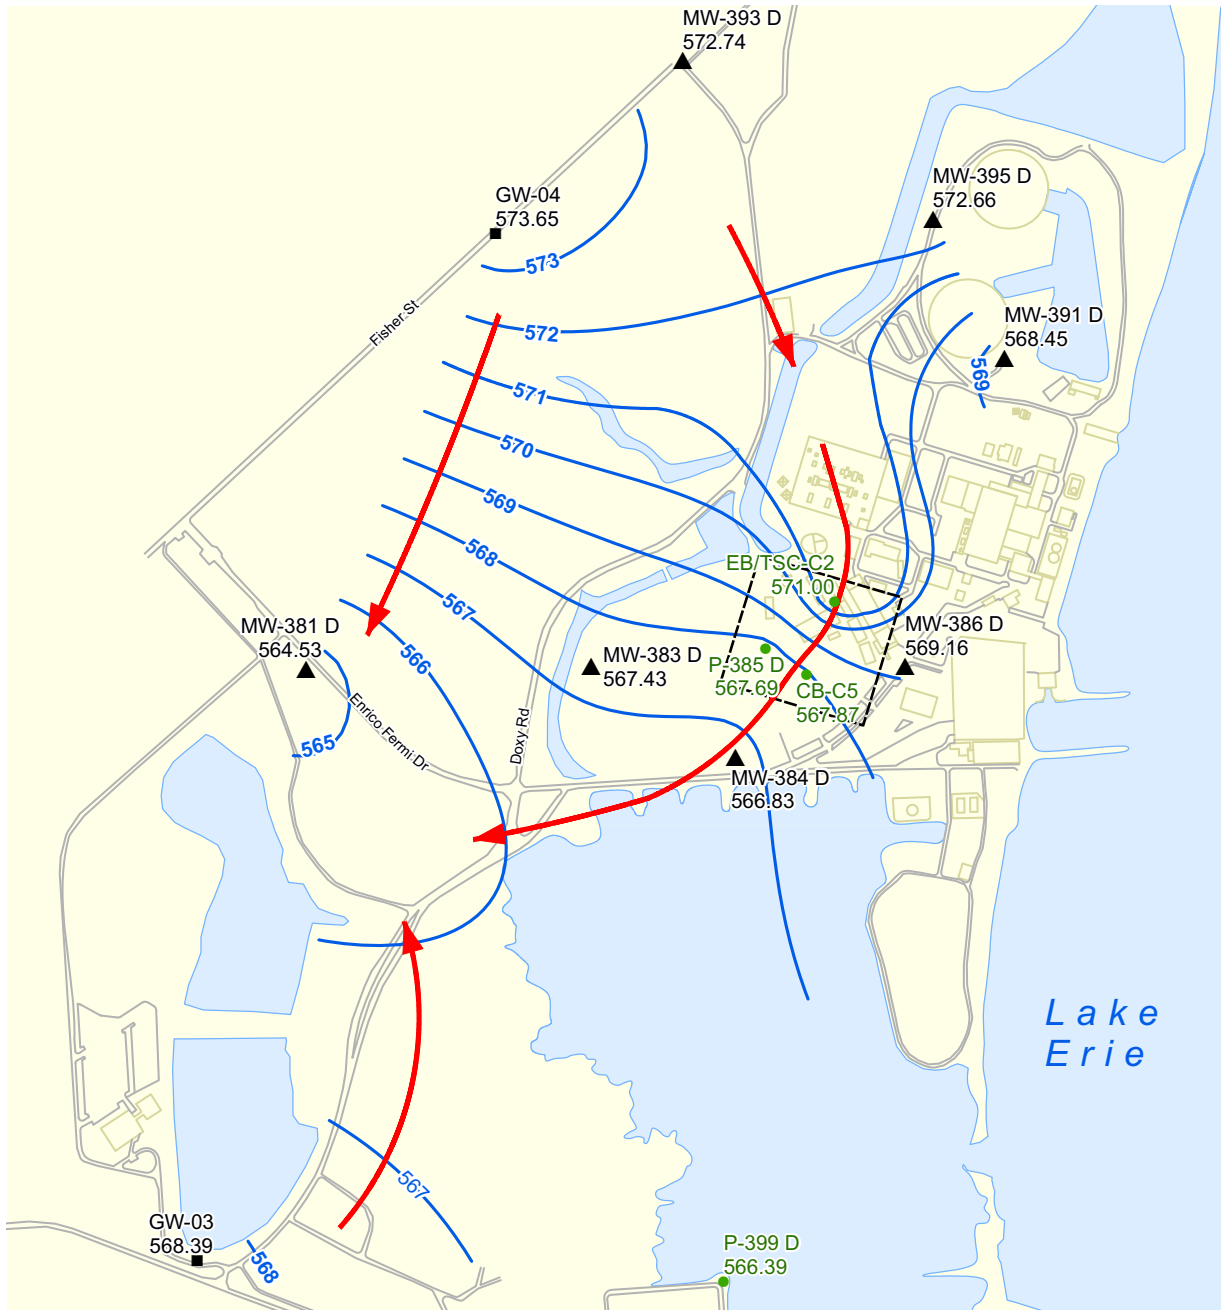 MW-393 D
572.74
MW-395 D
572.66
GW-04
573.65
573
Fisher St
572
MW-391 D
568.45
569
571
570
569
568
EB/TSC-C2
571.00
567
MW-381 D
564.53
566
MW-383 D
567.43
MW-386 D
569.16
P-385 D
567.69
CB-C5
567.87
Enrico Fermi Dr
Doxy Rd
565
MW-384 D
566.83
Lake
Erie
567
GW-03
568.39
568
P-399 D
566.39